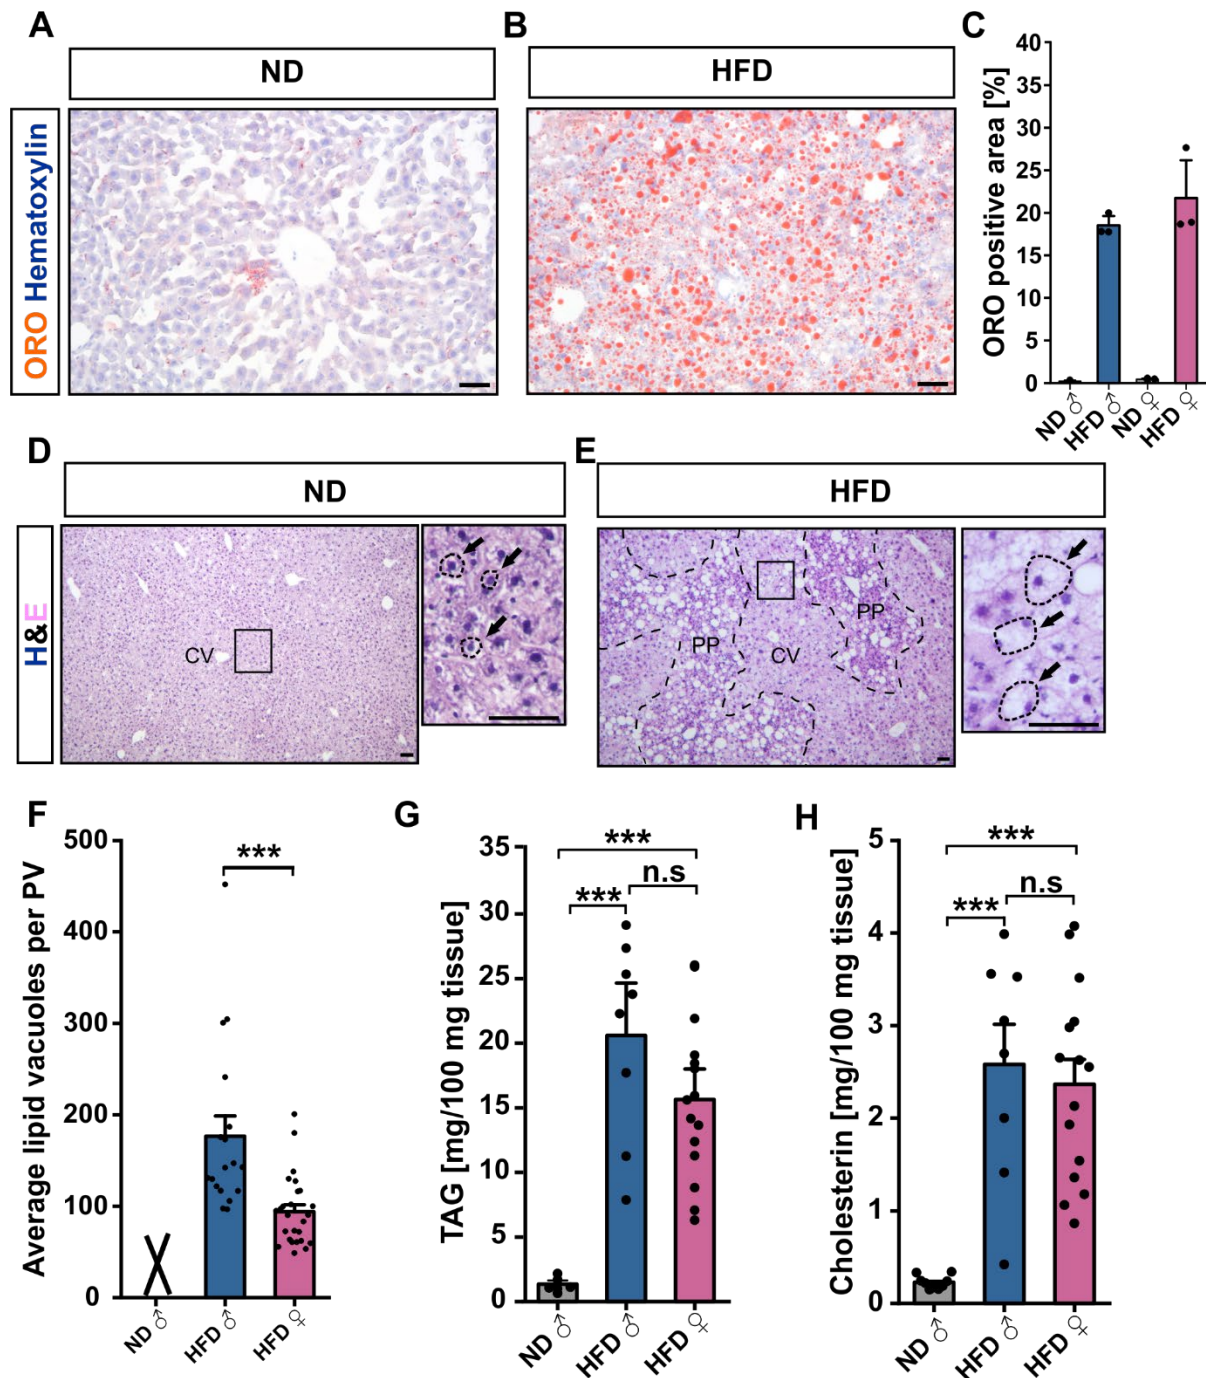 A
B
C
ND
HFD
ORO Hematoxylin
ORO positive area [%]
40
35
30
25
20
15
10
5
0
ND ♂
HFD ♂
ND ♀
HFD ♀
D
E
ND
HFD
H&E
CV
PP
PP
CV
F
G
H
Average lipid vacuoles per PV
500
400
300
200
100
0
***
ND ♂
HFD ♂
HFD ♀
TAG [mg/100 mg tissue]
35
30
25
20
15
10
5
0
***
n.s
***
ND ♂
HFD ♂
HFD ♀
Cholesterin [mg/100 mg tissue]
5
4
3
2
1
0
***
n.s
***
ND ♂
HFD ♂
HFD ♀